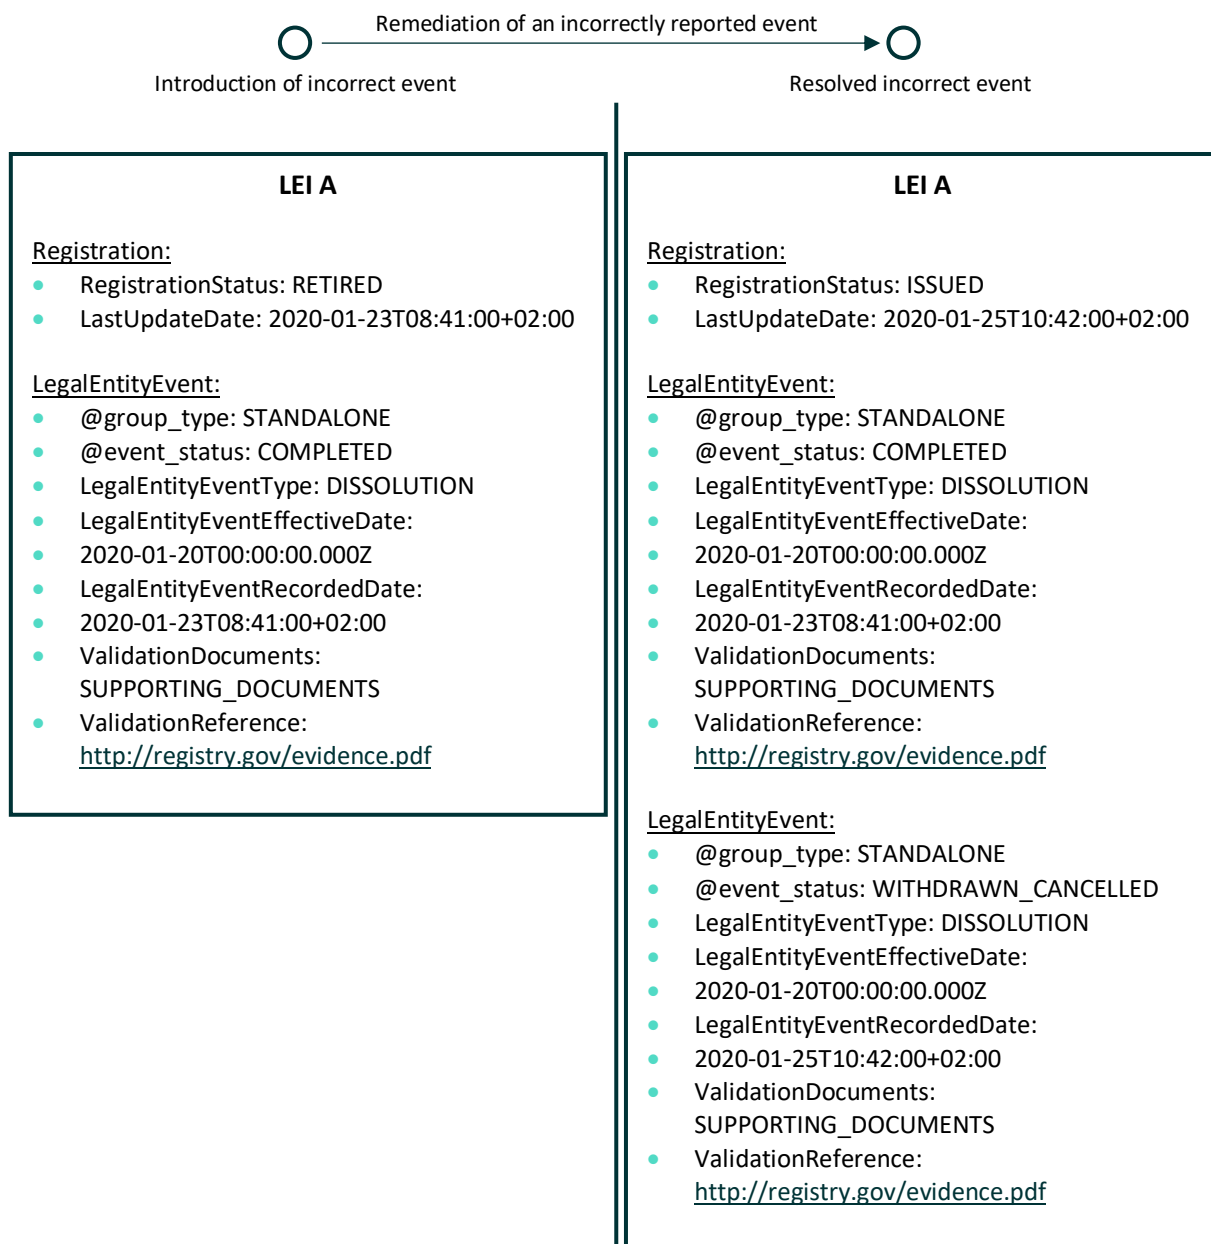 Remediation of an incorrectly reported event
Introduction of incorrect event
Resolved incorrect event
LEI A
Registration:
RegistrationStatus: RETIRED
LastUpdateDate: 2020-01-23T08:41:00+02:00
LegalEntityEvent:
@group_type: STANDALONE
@event_status: COMPLETED
LegalEntityEventType: DISSOLUTION
LegalEntityEventEffectiveDate:
2020-01-20T00:00:00.000Z
LegalEntityEventRecordedDate:
2020-01-23T08:41:00+02:00
ValidationDocuments:
SUPPORTING_DOCUMENTS
ValidationReference:
http://registry.gov/evidence.pdf
LEI A
Registration:
RegistrationStatus: ISSUED
LastUpdateDate: 2020-01-25T10:42:00+02:00
LegalEntityEvent:
@group_type: STANDALONE
@event_status: COMPLETED
LegalEntityEventType: DISSOLUTION
LegalEntityEventEffectiveDate:
2020-01-20T00:00:00.000Z
LegalEntityEventRecordedDate:
2020-01-23T08:41:00+02:00
ValidationDocuments:
SUPPORTING_DOCUMENTS
ValidationReference:
http://registry.gov/evidence.pdf
LegalEntityEvent:
@group_type: STANDALONE
@event_status: WITHDRAWN_CANCELLED
LegalEntityEventType: DISSOLUTION
LegalEntityEventEffectiveDate:
2020-01-20T00:00:00.000Z
LegalEntityEventRecordedDate:
2020-01-25T10:42:00+02:00
ValidationDocuments:
SUPPORTING_DOCUMENTS
ValidationReference:
http://registry.gov/evidence.pdf